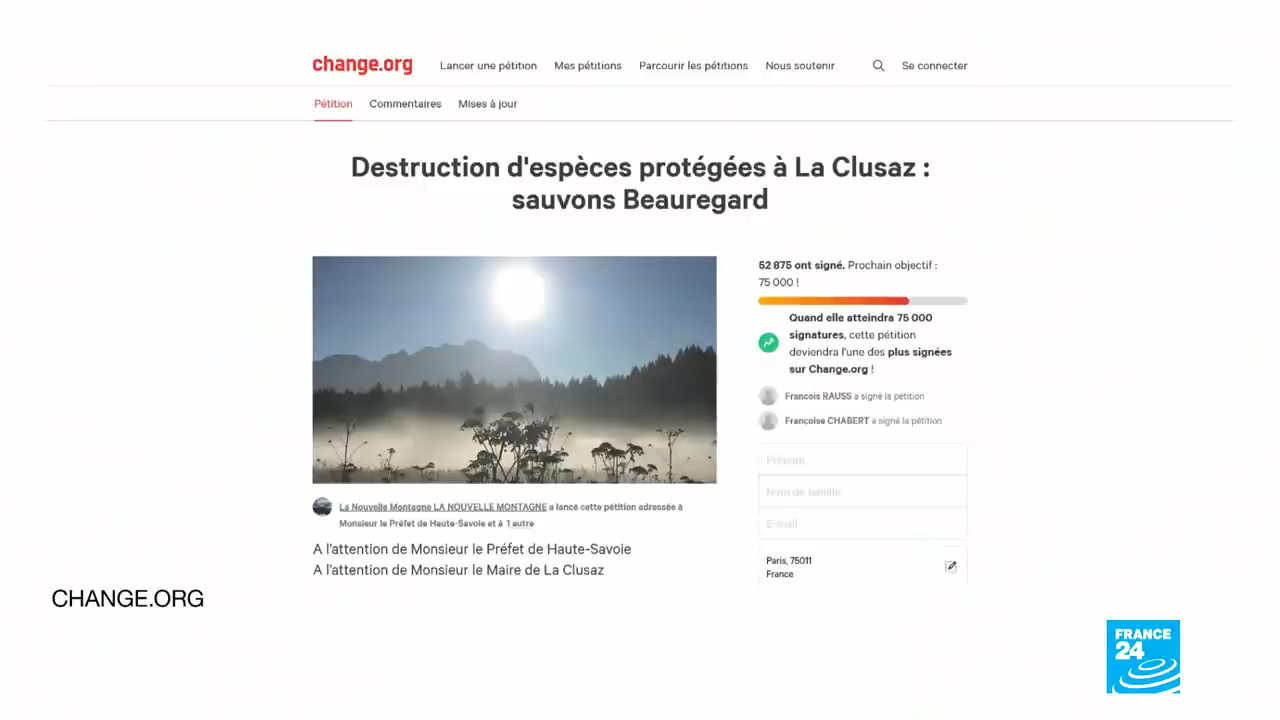 change.org
Lancer une pétition
Mes pétitions
Parcourir les pétitions
Nous soutenir
Se connecter
Pétition
Commentaires
Mises à jour
Destruction d'espèces protégées à La Clusaz :
sauvons Beauregard
52 875 ont signé. Prochain objectif :
75 000 !
Quand elle atteindra 75 000
signatures, cette pétition
deviendra l'une des plus signées
sur Change.org !
Francois RAUSS a signé la pétition
Françoise CHABERT a signé la pétition
Prénom
Nom de famille
E-mail
Paris, 75011
France
La Nouvelle Montagne LA NOUVELLE MONTAGNE a lancé cette pétition adressée à
Monsieur le Préfet de Haute-Savoie et à 1 autre
A l'attention de Monsieur le Préfet de Haute-Savoie
A l'attention de Monsieur le Maire de La Clusaz
CHANGE.ORG
FRANCE
24